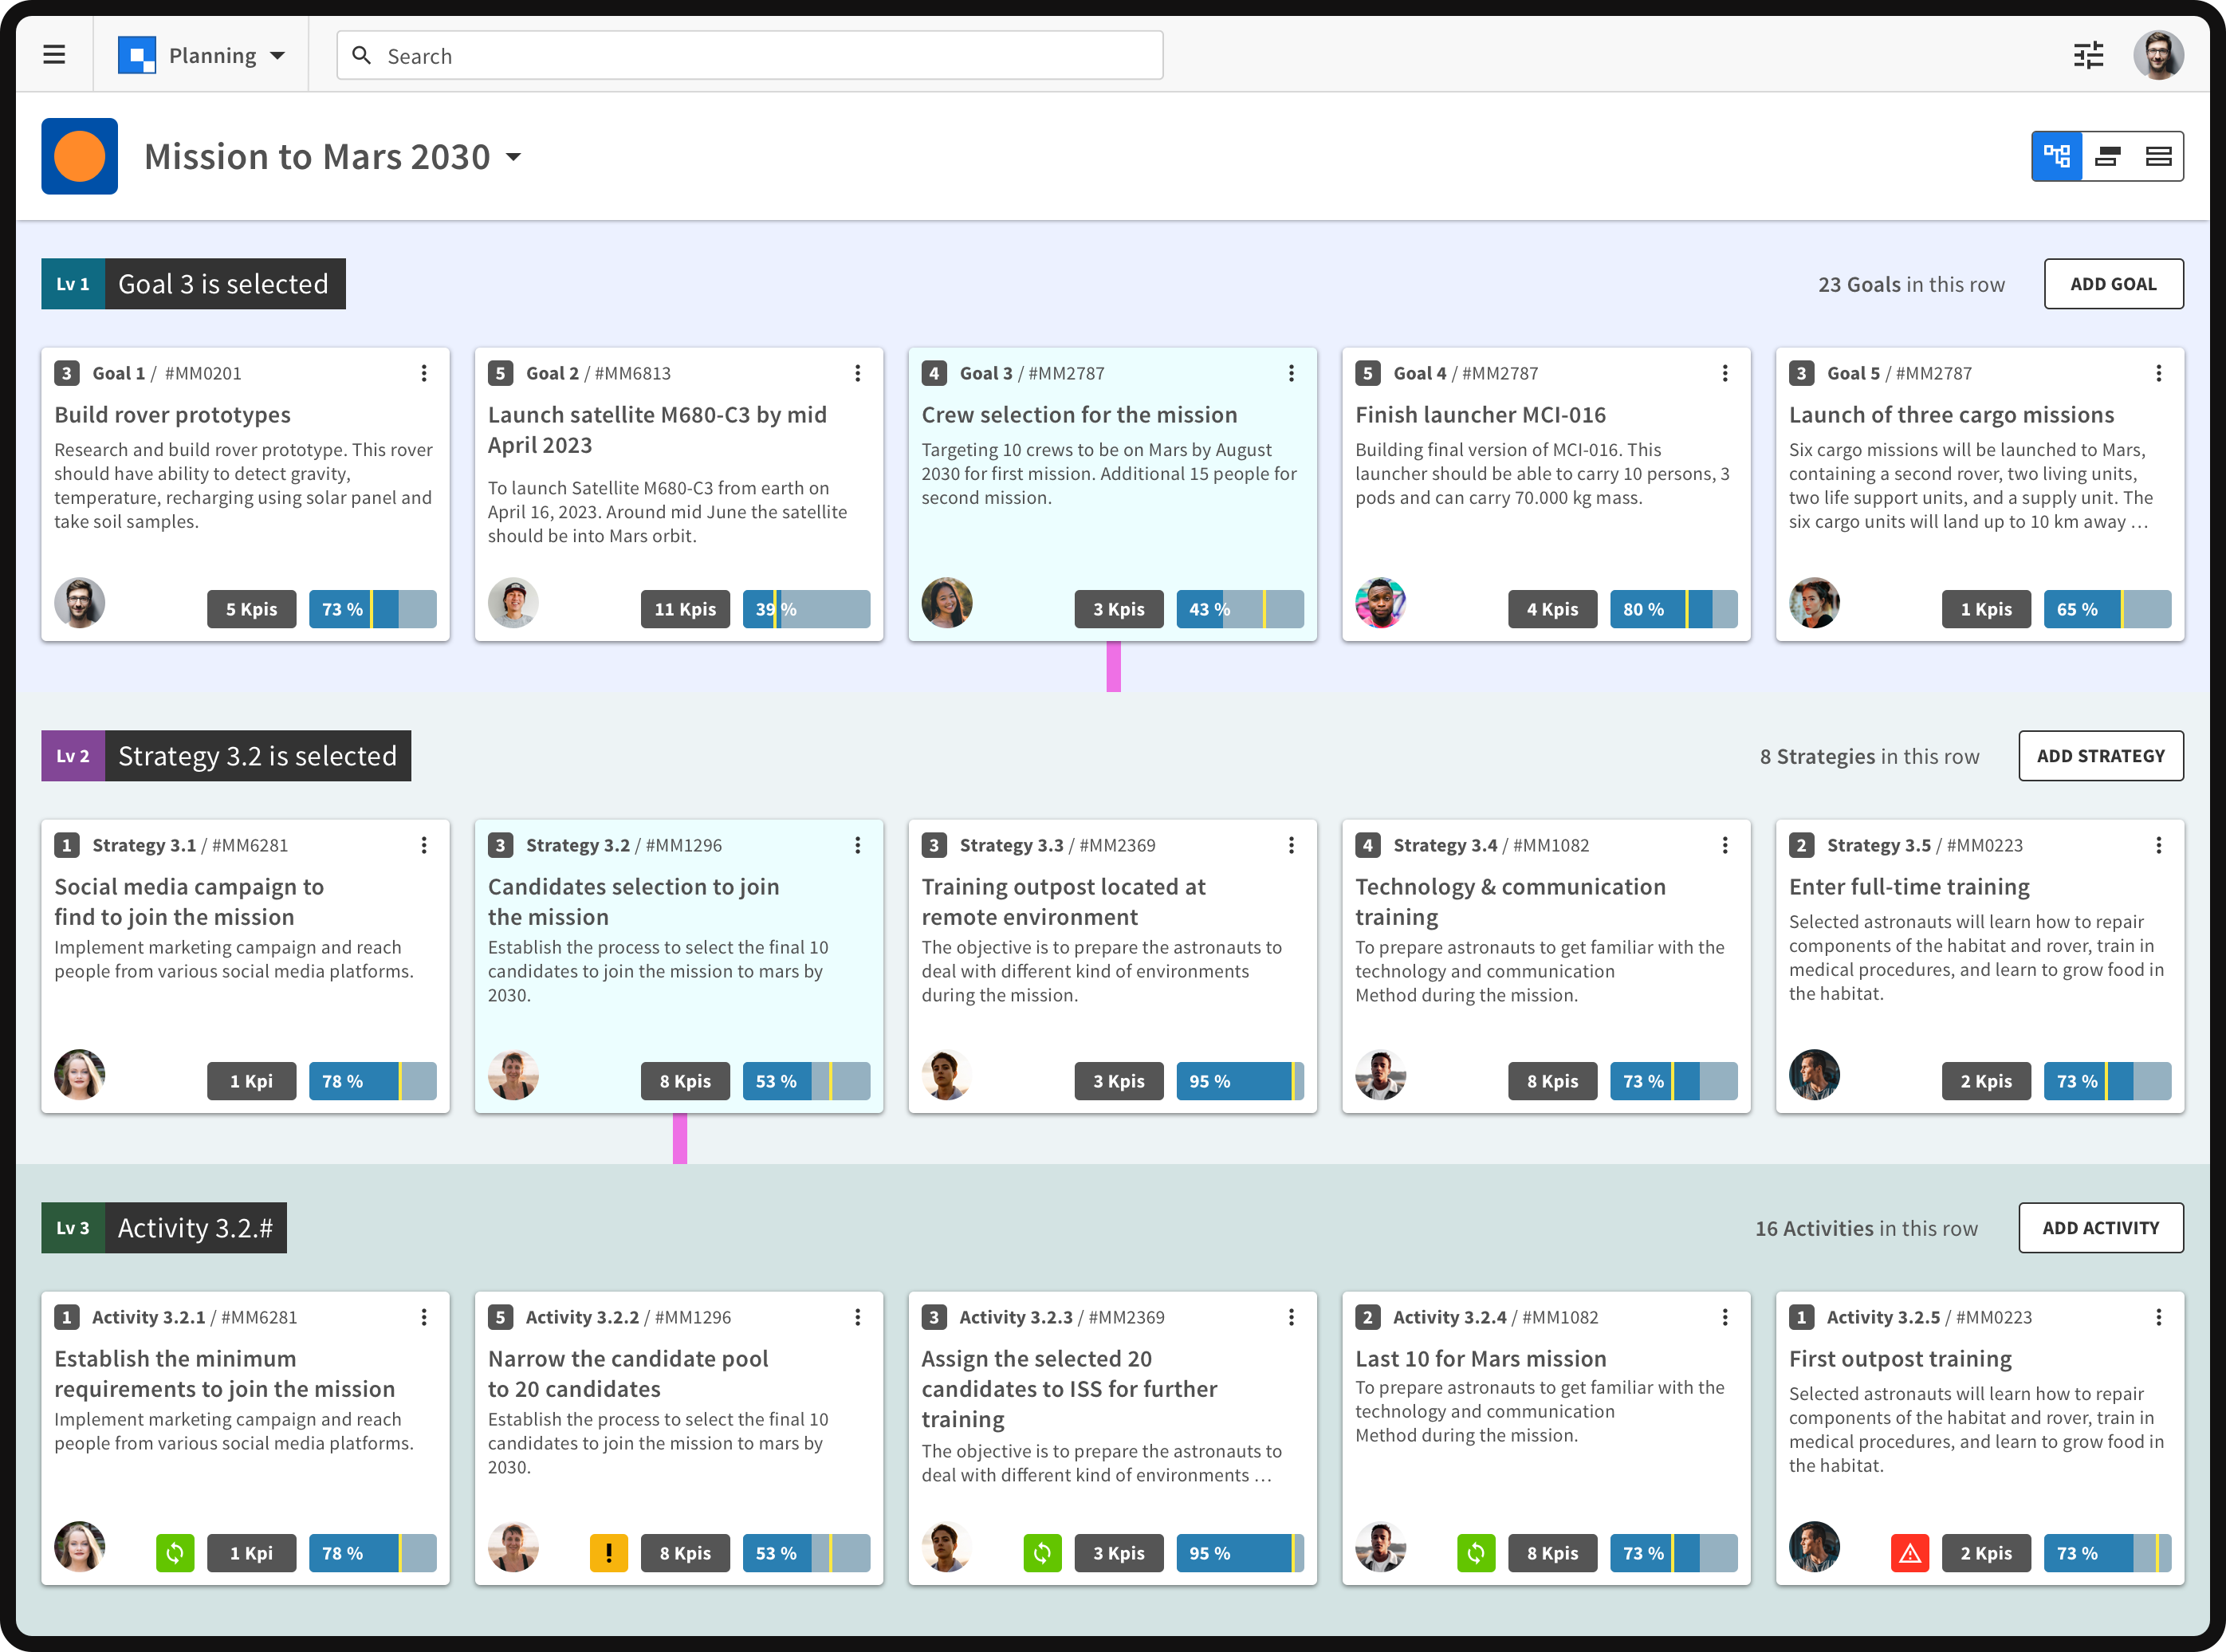 Planning
Search
Mission to Mars 2030
Lv 1 Goal 3 is selected
23 Goals in this row
ADD GOAL
3 Goal 1 / #MM0201
Build rover prototypes
Research and build rover prototype. This rover
should have ability to detect gravity,
temperature, recharging using solar panel and
take soil samples.
5 Kpis
73 %
5 Goal 2 / #MM6813
Launch satellite M680-C3 by mid
April 2023
To launch Satellite M680-C3 from earth on
April 16, 2023. Around mid June the satellite
should be into Mars orbit.
11 Kpis
39 %
4 Goal 3 / #MM2787
Crew selection for the mission
Targeting 10 crews to be on Mars by August
2030 for first mission. Additional 15 people for
second mission.
3 Kpis
43 %
5 Goal 4 / #MM2787
Finish launcher MCI-016
Building final version of MCI-016. This
launcher should be able to carry 10 persons, 3
pods and can carry 70.000 kg mass.
4 Kpis
80 %
3 Goal 5 / #MM2787
Launch of three cargo missions
Six cargo missions will be launched to Mars,
containing a second rover, two living units,
two life support units, and a supply unit. The
six cargo units will land up to 10 km away ...
1 Kpis
65 %
Lv 2 Strategy 3.2 is selected
8 Strategies in this row
ADD STRATEGY
1 Strategy 3.1 / #MM6281
Social media campaign to
find to join the mission
Implement marketing campaign and reach
people from various social media platforms.
1 Kpi
78 %
3 Strategy 3.2 / #MM1296
Candidates selection to join
the mission
Establish the process to select the final 10
candidates to join the mission to mars by
2030.
8 Kpis
53 %
3 Strategy 3.3 / #MM2369
Training outpost located at
remote environment
The objective is to prepare the astronauts to
deal with different kind of environments
during the mission.
3 Kpis
95 %
4 Strategy 3.4 / #MM1082
Technology & communication
training
To prepare astronauts to get familiar with the
technology and communication
Method during the mission.
8 Kpis
73 %
2 Strategy 3.5 / #MM0223
Enter full-time training
Selected astronauts will learn how to repair
components of the habitat and rover, train in
medical procedures, and learn to grow food in
the habitat.
2 Kpis
73 %
Lv 3 Activity 3.2.#
16 Activities in this row
ADD ACTIVITY
1 Activity 3.2.1 / #MM6281
Establish the minimum
requirements to join the mission
Implement marketing campaign and reach
people from various social media platforms.
1 Kpi
78 %
5 Activity 3.2.2 / #MM1296
Narrow the candidate pool
to 20 candidates
Establish the process to select the final 10
candidates to join the mission to mars by
2030.
!
8 Kpis
53 %
3 Activity 3.2.3 / #MM2369
Assign the selected 20
candidates to ISS for further
training
The objective is to prepare the astronauts to
deal with different kind of environments ...
3 Kpis
95 %
2 Activity 3.2.4 / #MM1082
Last 10 for Mars mission
To prepare astronauts to get familiar with the
technology and communication
Method during the mission.
8 Kpis
73 %
1 Activity 3.2.5 / #MM0223
First outpost training
Selected astronauts will learn how to repair
components of the habitat and rover, train in
medical procedures, and learn to grow food in
the habitat.
2 Kpis
73 %